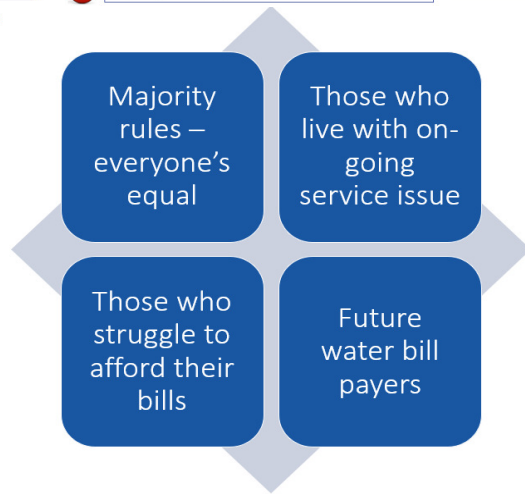 Majority
rules –
everyone's
equal
Those who
live with on-
going
service issue
Those who
struggle to
afford their
bills
Future
water bill
payers